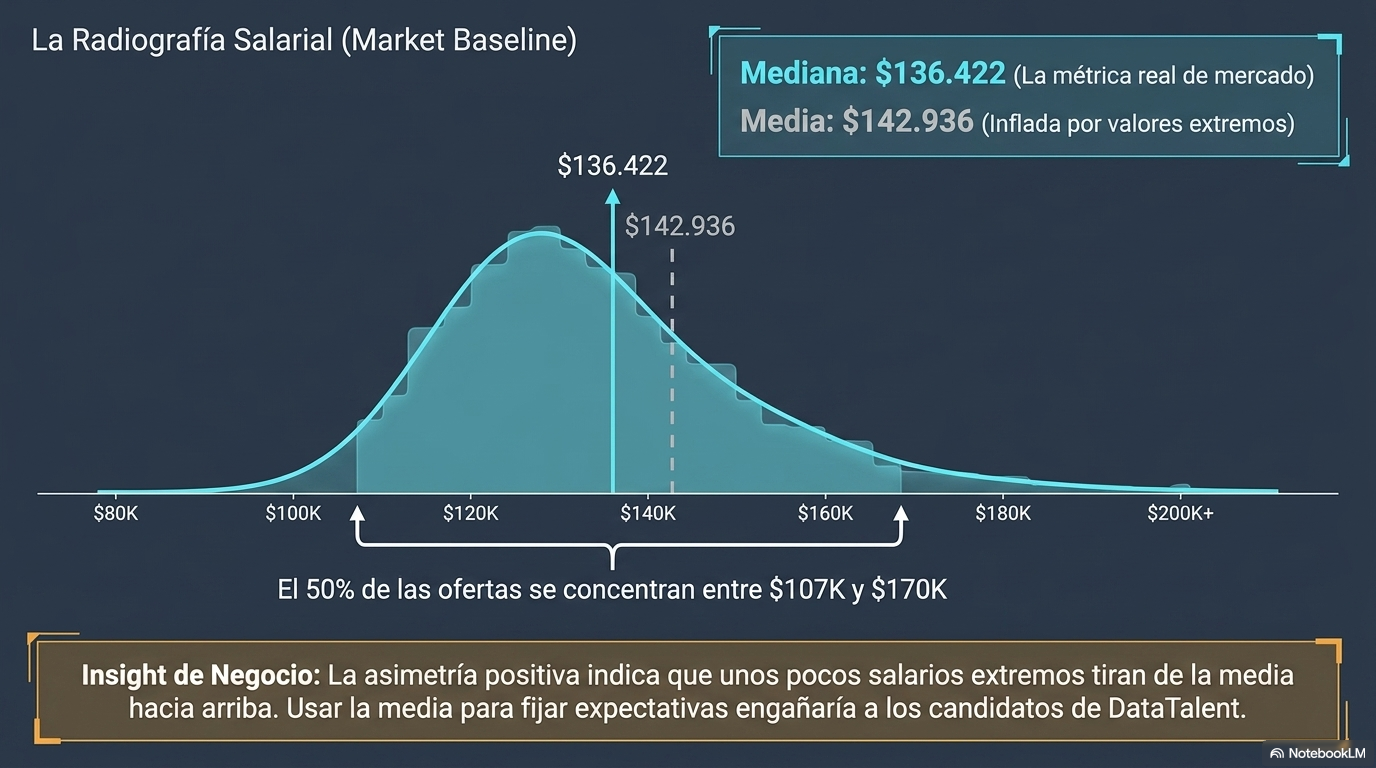 La Radiografía Salarial (Market Baseline)
Mediana: $136.422 (La métrica real de mercado)
Media: $142.936 (Inflada por valores extremos)
$136.422
$142.936
$80K $100K $120K $140K $160K $180K $200K+
El 50% de las ofertas se concentran entre $107K y $170K
Insight de Negocio: La asimetría positiva indica que unos pocos salarios extremos tiran de la media
hacia arriba. Usar la media para fijar expectativas engañaría a los candidatos de DataTalent.
NotebookLM